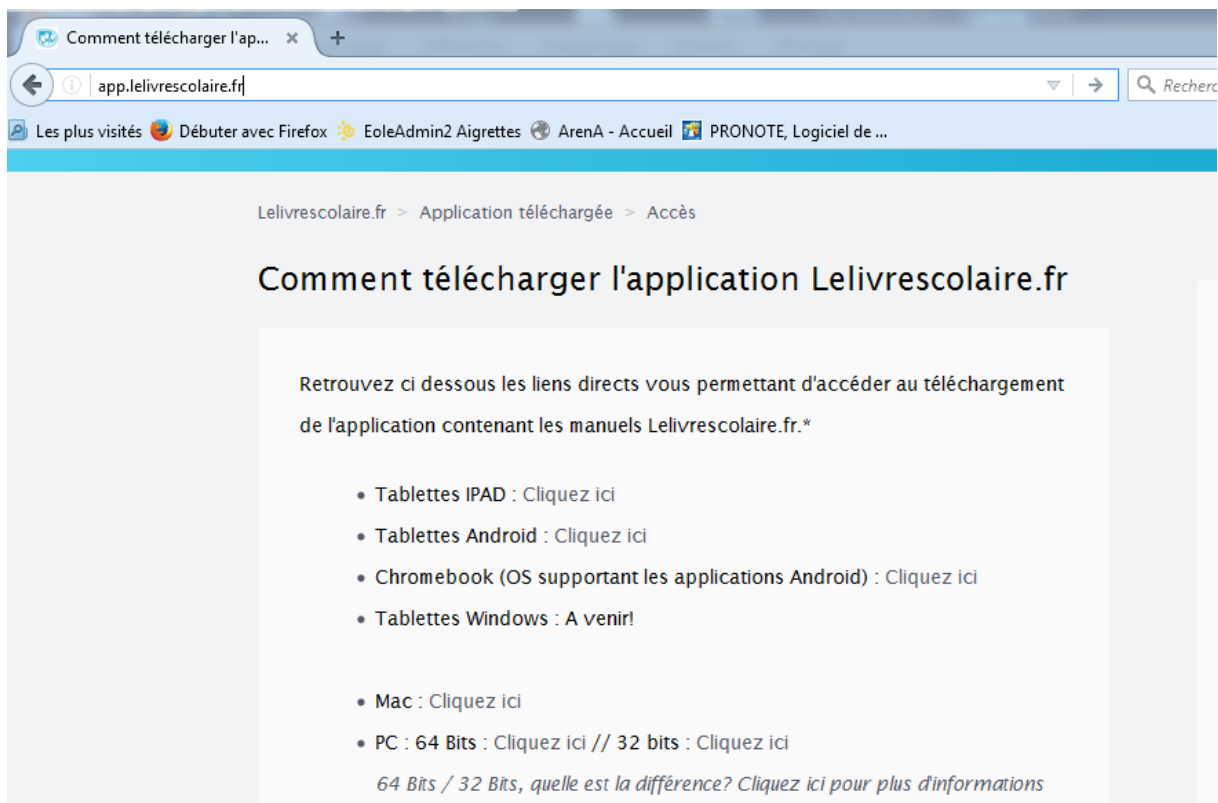 Comment télécharger l'ap...
app.lelivrescolaire.fr
Les plus visités Débuter avec Firefox EoleAdmin2 Aigrettes ArenA - Accueil PRONOTE, Logiciel de ...
Lelivrescolaire.fr > Application téléchargée > Accès
Comment télécharger l'application Lelivrescolaire.fr
Retrouvez ci dessous les liens directs vous permettant d'accéder au téléchargement
de l'application contenant les manuels Lelivrescolaire.fr.*
• Tablettes IPAD : Cliquez ici
• Tablettes Android : Cliquez ici
• Chromebook (OS supportant les applications Android) : Cliquez ici
• Tablettes Windows : A venir!
• Mac : Cliquez ici
• PC : 64 Bits : Cliquez ici // 32 bits : Cliquez ici
64 Bits / 32 Bits, quelle est la différence? Cliquez ici pour plus d'informations